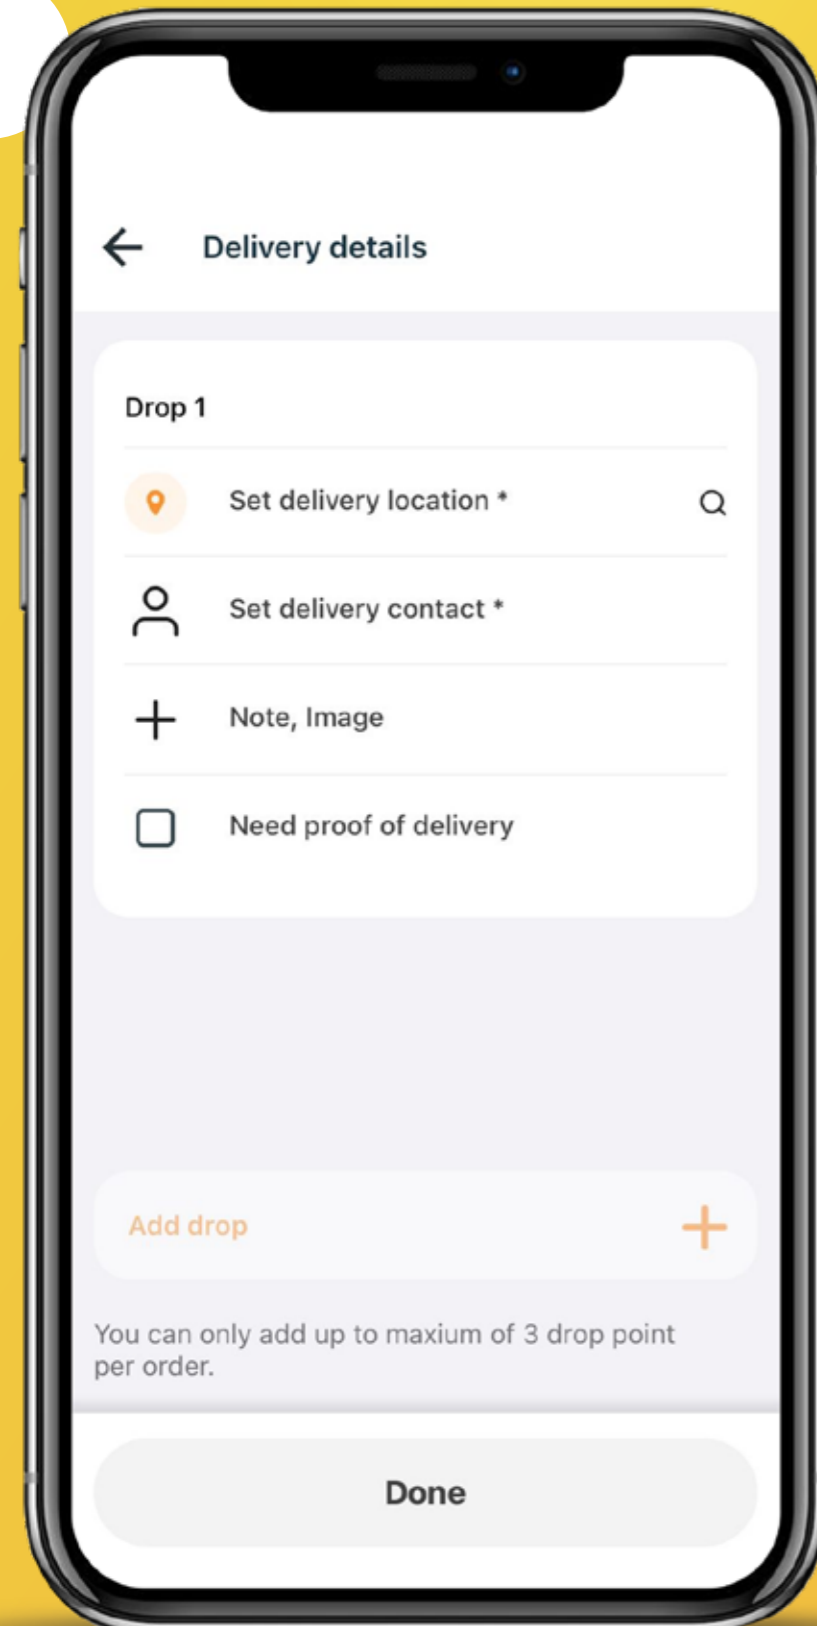 Delivery details
Drop 1
Set delivery location *
Set delivery contact *
Note, Image
Need proof of delivery
Add drop
You can only add up to maxium of 3 drop point
per order.
Done